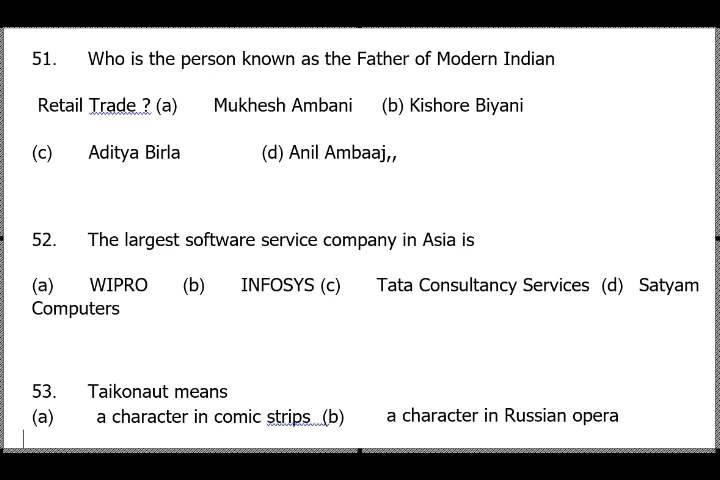 51. Who is the person known as the Father of Modern Indian
Retail Trade ? (a) Mukhesh Ambani (b) Kishore Biyani
(c) Aditya Birla (d) Anil Ambaaj,,
52. The largest software service company in Asia is
(a) WIPRO (b) INFOSYS (c) Tata Consultancy Services (d) Satyam
Computers
53. Taikonaut means
(a) a character in comic strips (b) a character in Russian opera